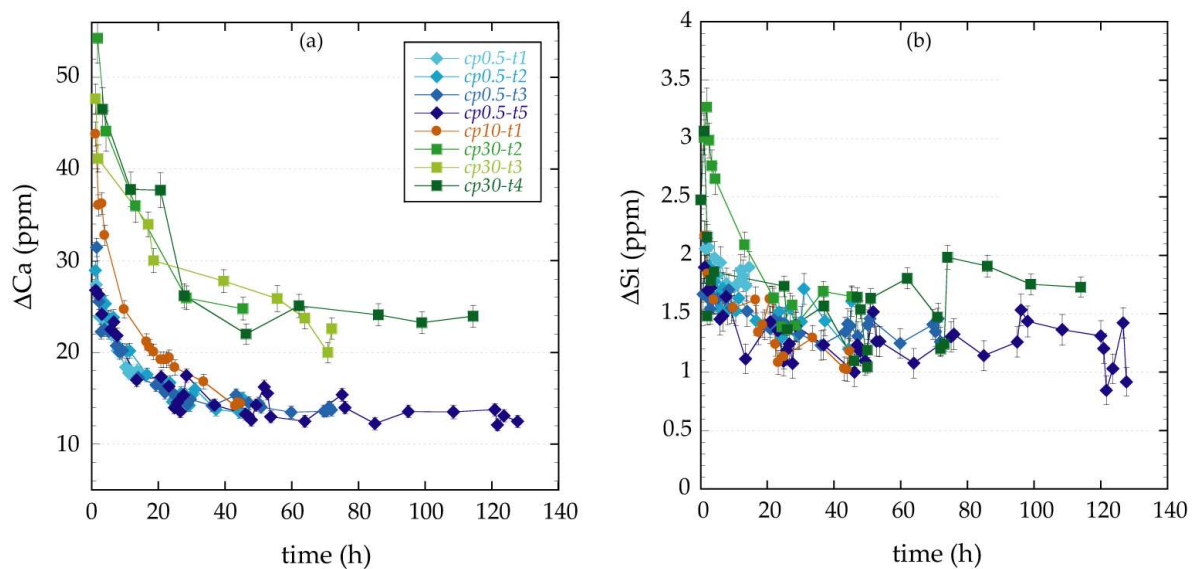 (a)
ΔCa (ppm)
50
40
30
20
10
cp0.5-t1
cp0.5-t2
cp0.5-t3
cp0.5-t5
cp10-t1
cp30-t2
cp30-t3
cp30-t4
0 20 40 60 80 100 120 140
time (h)
(b)
ΔSi (ppm)
4
3.5
3
2.5
2
1.5
1
0.5
0
0 20 40 60 80 100 120 140
time (h)